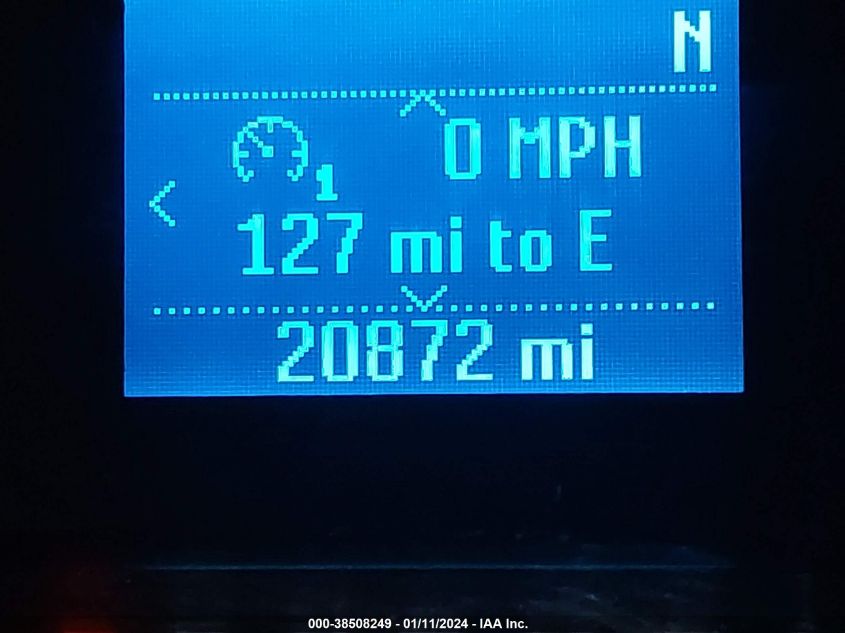 N
0 MPH
1
127 mi to E
20872 mi
000-38508249 - 01/11/2024 - IAA Inc.